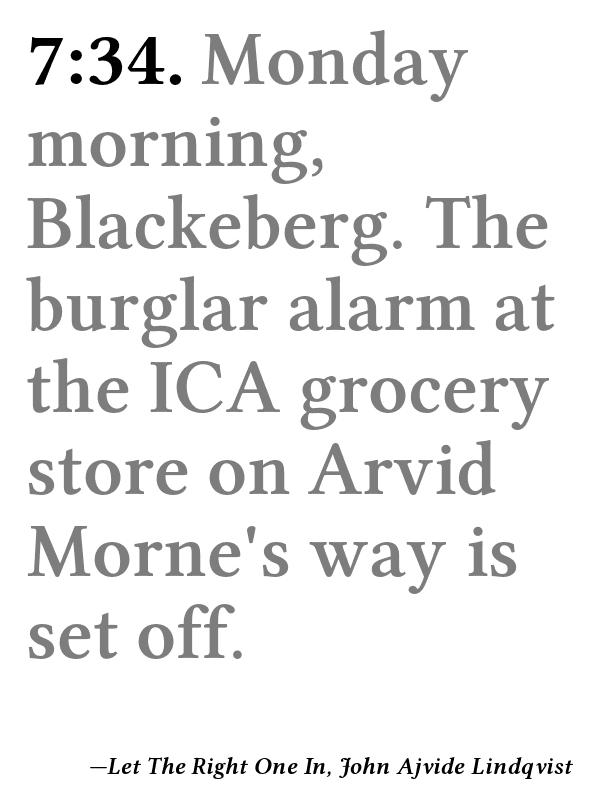 7:34. Monday
morning,
Blackeberg. The
burglar alarm at
the ICA grocery
store on Arvid
Morne's way is
set off.
—Let The Right One In, John Ajvide Lindqvist